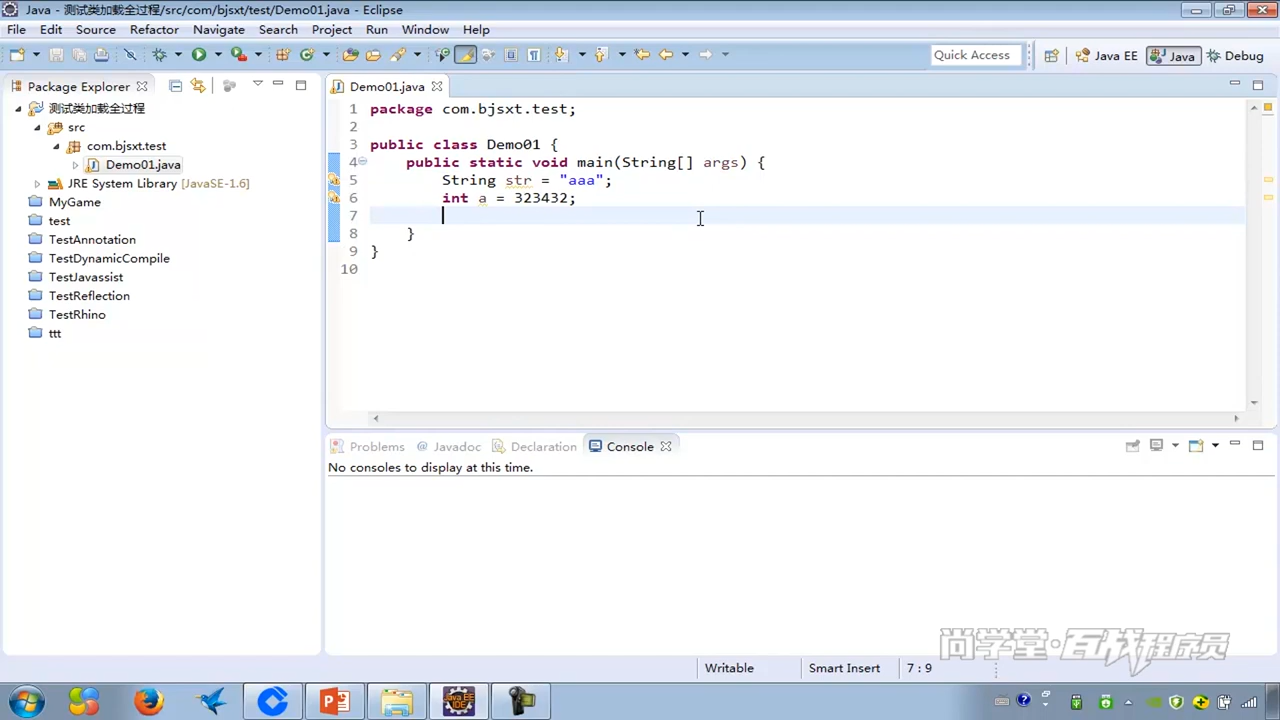 Java - 测试类加载全过程/src/com/bjsxt/test/Demo01.java - Eclipse
File Edit Source Refactor Navigate Search Project Run Window Help
Quick Access Java EE Java Debug
Package Explorer
测试类加载全过程
src
com.bjsxt.test
Demo01.java
JRE System Library [JavaSE-1.6]
MyGame
test
TestAnnotation
TestDynamicCompile
TestJavassist
TestReflection
TestRhino
ttt
Demo01.java
1 package com.bjsxt.test;
2
3 public class Demo01 {
4 public static void main(String[] args) {
5 String str = "aaa";
6 int a = 323432;
7
8 }
9 }
10
Problems @ Javadoc Declaration Console
No consoles to display at this time.
尚学堂·百战程序员
Writable Smart Insert 7 : 9